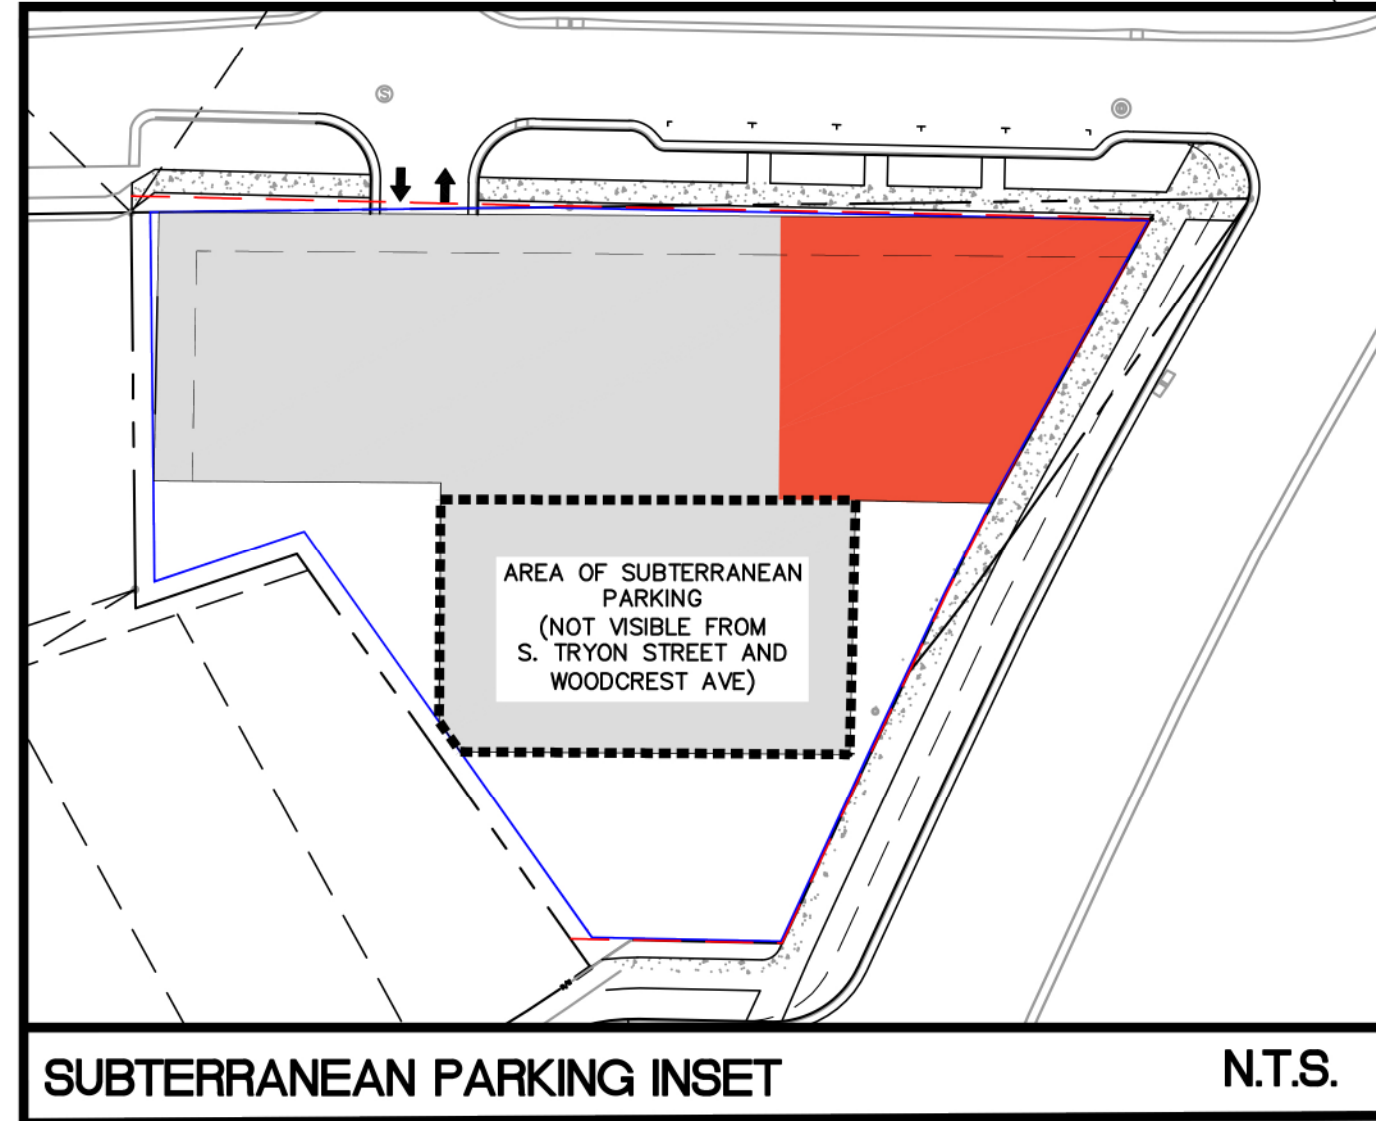 S
AREA OF SUBTERRANEAN
PARKING
(NOT VISIBLE FROM
S. TRYON STREET AND
WOODCREST AVE)
SUBTERRANEAN PARKING INSET
N.T.S.